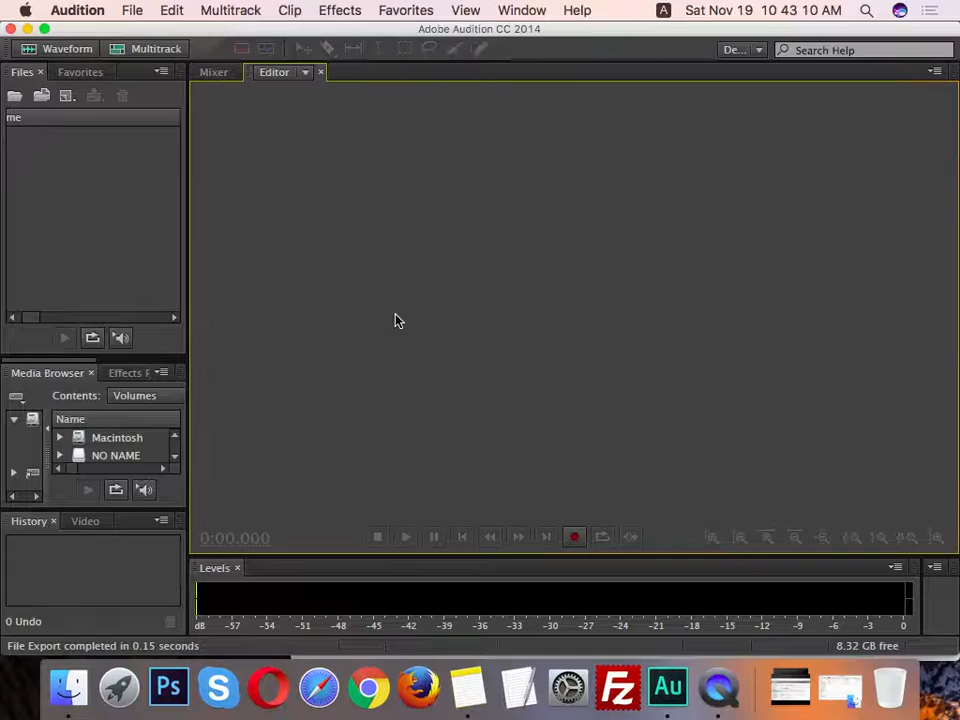 Audition File Edit Multitrack Clip Effects Favorites View Window Help A Sat Nov 19 10 43 10 AM
Adobe Audition CC 2014
Waveform Multitrack De... Search Help
Files Favorites Mixer Editor
me
Media Browser Effects
Contents: Volumes
Name
Macintosh
NO NAME
History Video
0:00.000
Levels
dB -57 -54 -51 -48 -45 -42 -39 -36 -33 -30 -27 -24 -21 -18 -15 -12 -9 -6 -3 0
0 Undo
File Export completed in 0.15 seconds 8.32 GB free
Ps S Fz Au